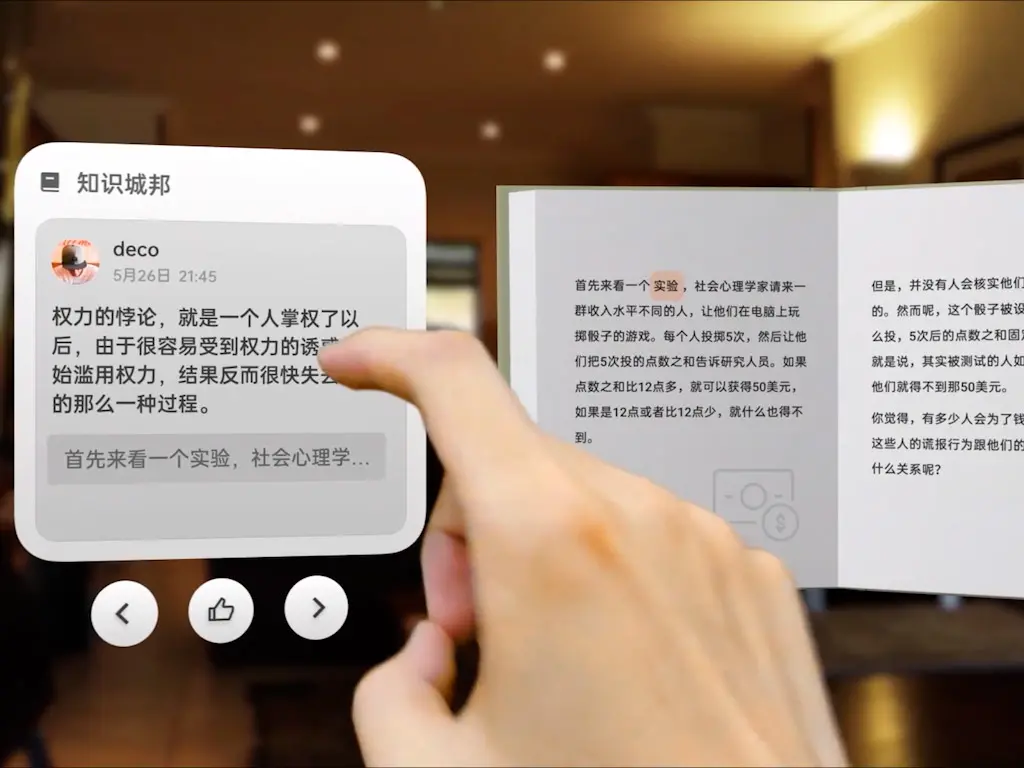 知识城邦
deco
5月26日 21:45
权力的悖论，就是一个人掌权了以
后，由于很容易受到权力的诱
始滥用权力，结果反而很快失
的那么一种过程。
首先来看一个实验，社会心理学...
首先来看一个实验，社会心理学家请来一
群收入水平不同的人，让他们在电脑上玩
掷骰子的游戏。每个人投掷5次，然后让他
们把5次投的点数之和告诉研究人员。如果
点数之和比12点多，就可以获得50美元，
如果是12点或者比12点少，就什么也得不
到。
$
但是，并没有人会核实他们
的。然而呢，这个骰子被设
么投，5次后的点数之和固
就是说，其实被测试的人如
他们就得不到那50美元。
你觉得，有多少人会为了钱
这些人的谎报行为跟他们的
什么关系呢？